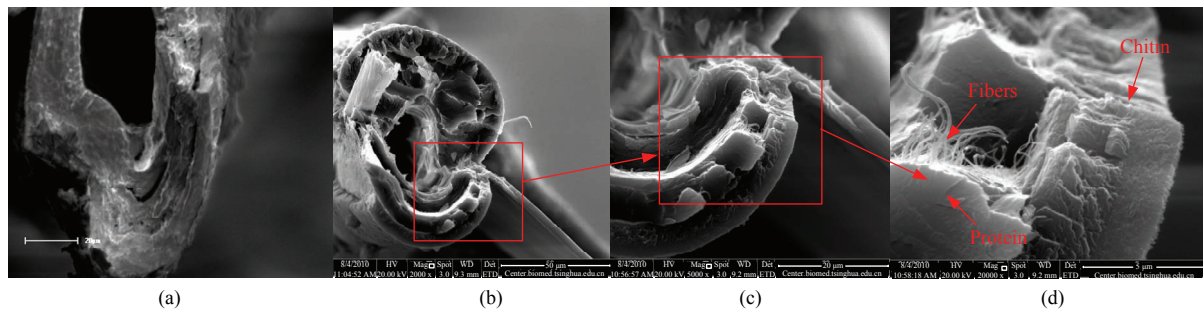 20μm
8/4/2010 HV Mag Spot WD Det 50 μm
11:04:52 AM 20.00 kV 2000 x 3.0 9.3 mm ETD Center.biomed.tsinghua.edu.cn
8/4/2010 HV Mag Spot WD Det 20 μm
10:56:57 AM 20.00 kV 5000 x 3.0 9.2 mm ETD Center.biomed.tsinghua.edu.cn
Chitin
Fibers
Protein
8/4/2010 HV Mag Spot WD Det 3 μm
10:58:18 AM 20.00 kV 20000 x 3.0 9.2 mm ETD Center.biomed.tsinghua.edu.cn
(a) (b) (c) (d)